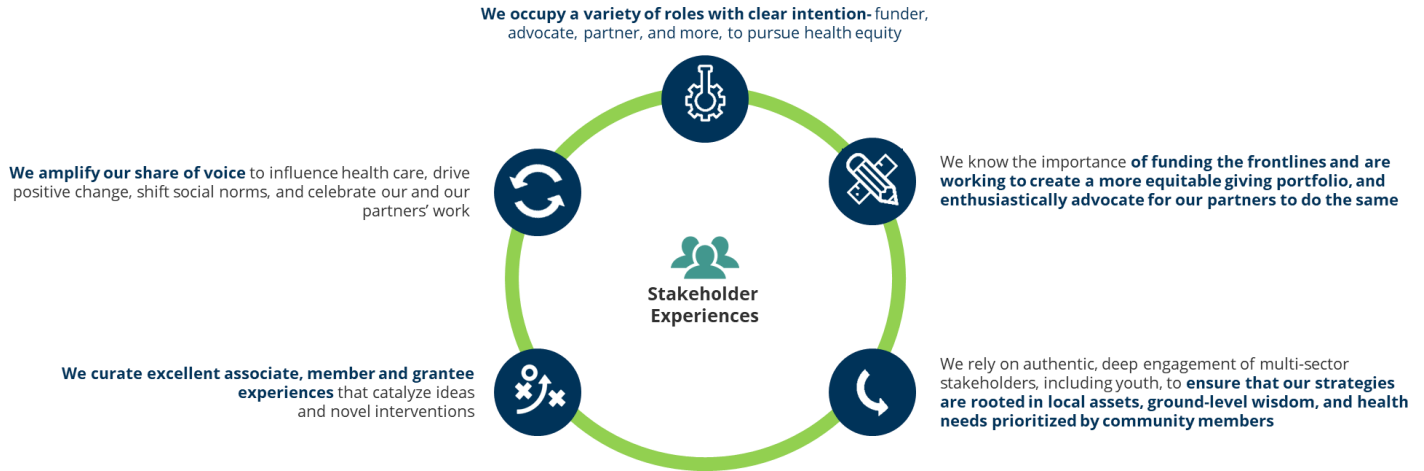 We occupy a variety of roles with clear intention- funder,
advocate, partner, and more, to pursue health equity
We know the importance of funding the frontlines and are
working to create a more equitable giving portfolio, and
enthusiastically advocate for our partners to do the same
We rely on authentic, deep engagement of multi-sector
stakeholders, including youth, to ensure that our strategies
are rooted in local assets, ground-level wisdom, and health
needs prioritized by community members
We curate excellent associate, member and grantee
experiences that catalyze ideas
and novel interventions
We amplify our share of voice to influence health care, drive
positive change, shift social norms, and celebrate our and our
partners’ work
Stakeholder
Experiences